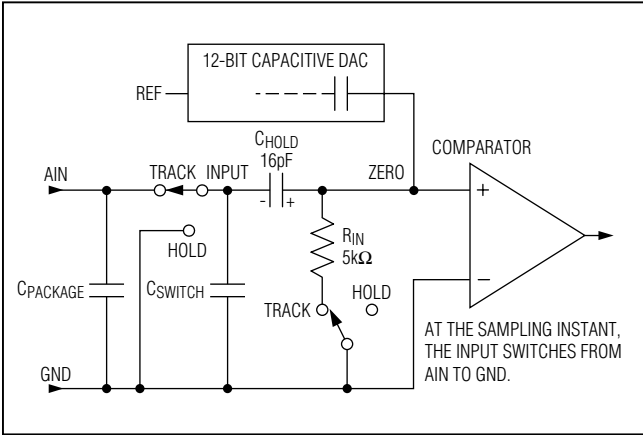 12-BIT CAPACITIVE DAC
REF
CHOLD
16pF
COMPARATOR
AIN
TRACK
INPUT
ZERO
+
- +
HOLD
RIN
5kΩ
−
CPACKAGE
CSWITCH
TRACK
HOLD
GND
AT THE SAMPLING INSTANT,
THE INPUT SWITCHES FROM
AIN TO GND.